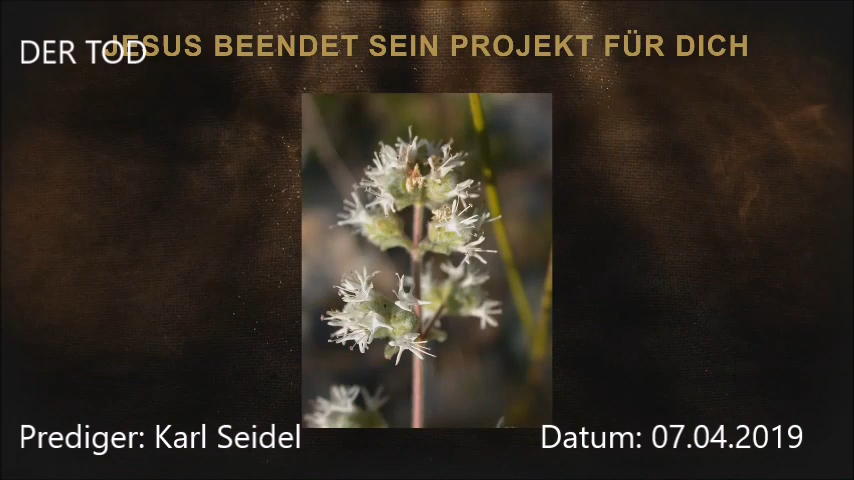 JESUS BEENDET SEIN PROJEKT FÜR DICH
DER TOD
Prediger: Karl Seidel
Datum: 07.04.2019